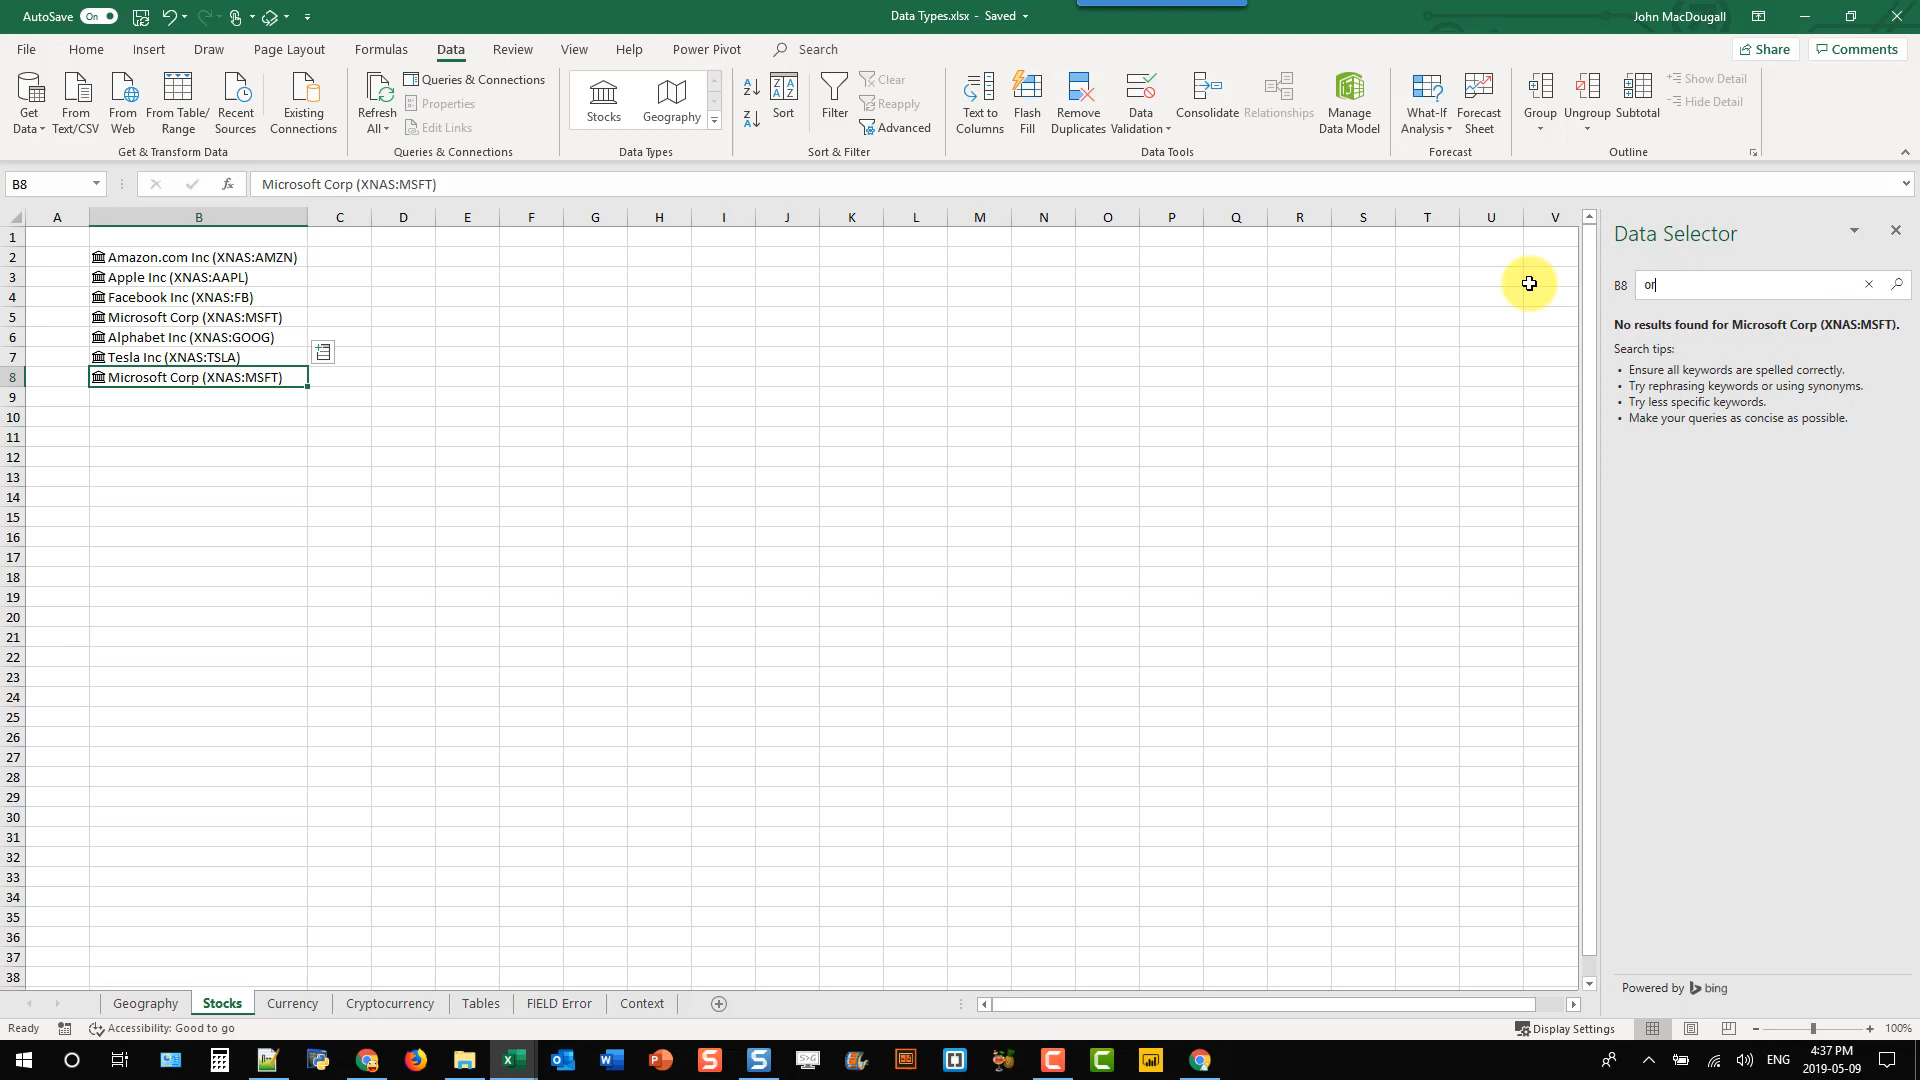 AutoSave On Data Types.xlsx - Saved John MacDougall
File Home Insert Draw Page Layout Formulas Data Review View Help Power Pivot Search Share Comments
Get Data From Text/CSV From Web From Table/ Range Recent Sources Existing Connections
Get & Transform Data
Refresh All Queries & Connections
Properties
Edit Links
Queries & Connections
Stocks Geography
Data Types
Sort Filter Clear
Reapply
Advanced
Sort & Filter
Text to Columns Flash Fill Remove Duplicates Data Validation Consolidate Relationships Manage Data Model
Data Tools
What-If Analysis Forecast Sheet
Forecast
Group Ungroup Subtotal Show Detail
Hide Detail
Outline
B8 fx Microsoft Corp (XNAS:MSFT)
A B C D E F G H I J K L M N O P Q R S T U V
1
2 Amazon.com Inc (XNAS:AMZN)
3 Apple Inc (XNAS:AAPL)
4 Facebook Inc (XNAS:FB)
5 Microsoft Corp (XNAS:MSFT)
6 Alphabet Inc (XNAS:GOOG)
7 Tesla Inc (XNAS:TSLA)
8 Microsoft Corp (XNAS:MSFT)
9
10
11
12
13
14
15
16
17
18
19
20
21
22
23
24
25
26
27
28
29
30
31
32
33
34
35
36
37
38
Data Selector
B8 or
No results found for Microsoft Corp (XNAS:MSFT).
Search tips:
• Ensure all keywords are spelled correctly.
• Try rephrasing keywords or using synonyms.
• Try less specific keywords.
• Make your queries as concise as possible.
Powered by bing
Geography Stocks Currency Cryptocurrency Tables FIELD Error Context
Ready Accessibility: Good to go Display Settings 100%
ENG 4:37 PM
2019-05-09